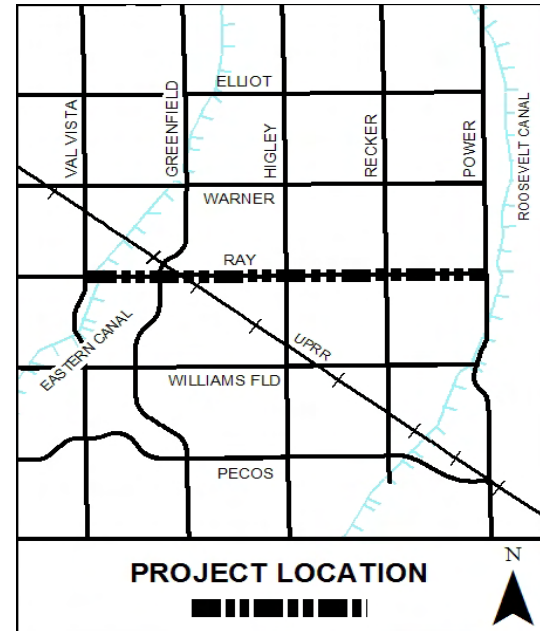 ELLIOT
VAL VISTA
GREENFIELD
HIGLEY
RECKER
POWER
ROOSEVELT CANAL
WARNER
RAY
EASTERN CANAL
UPRR
WILLIAMS FLD
PECOS
PROJECT LOCATION
N